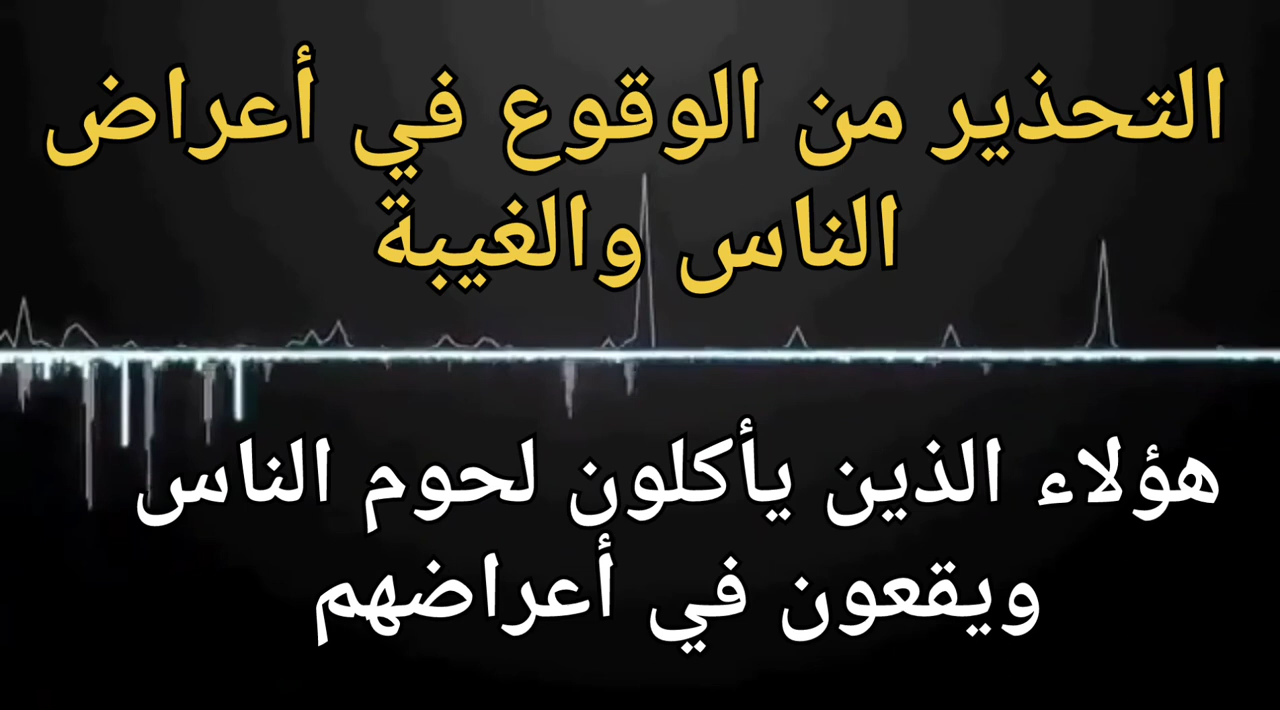 التحذير من الوقوع في أعراض
الناس والغيبة
هؤلاء الذين يأكلون لحوم الناس
ويقعون في أعراضهم